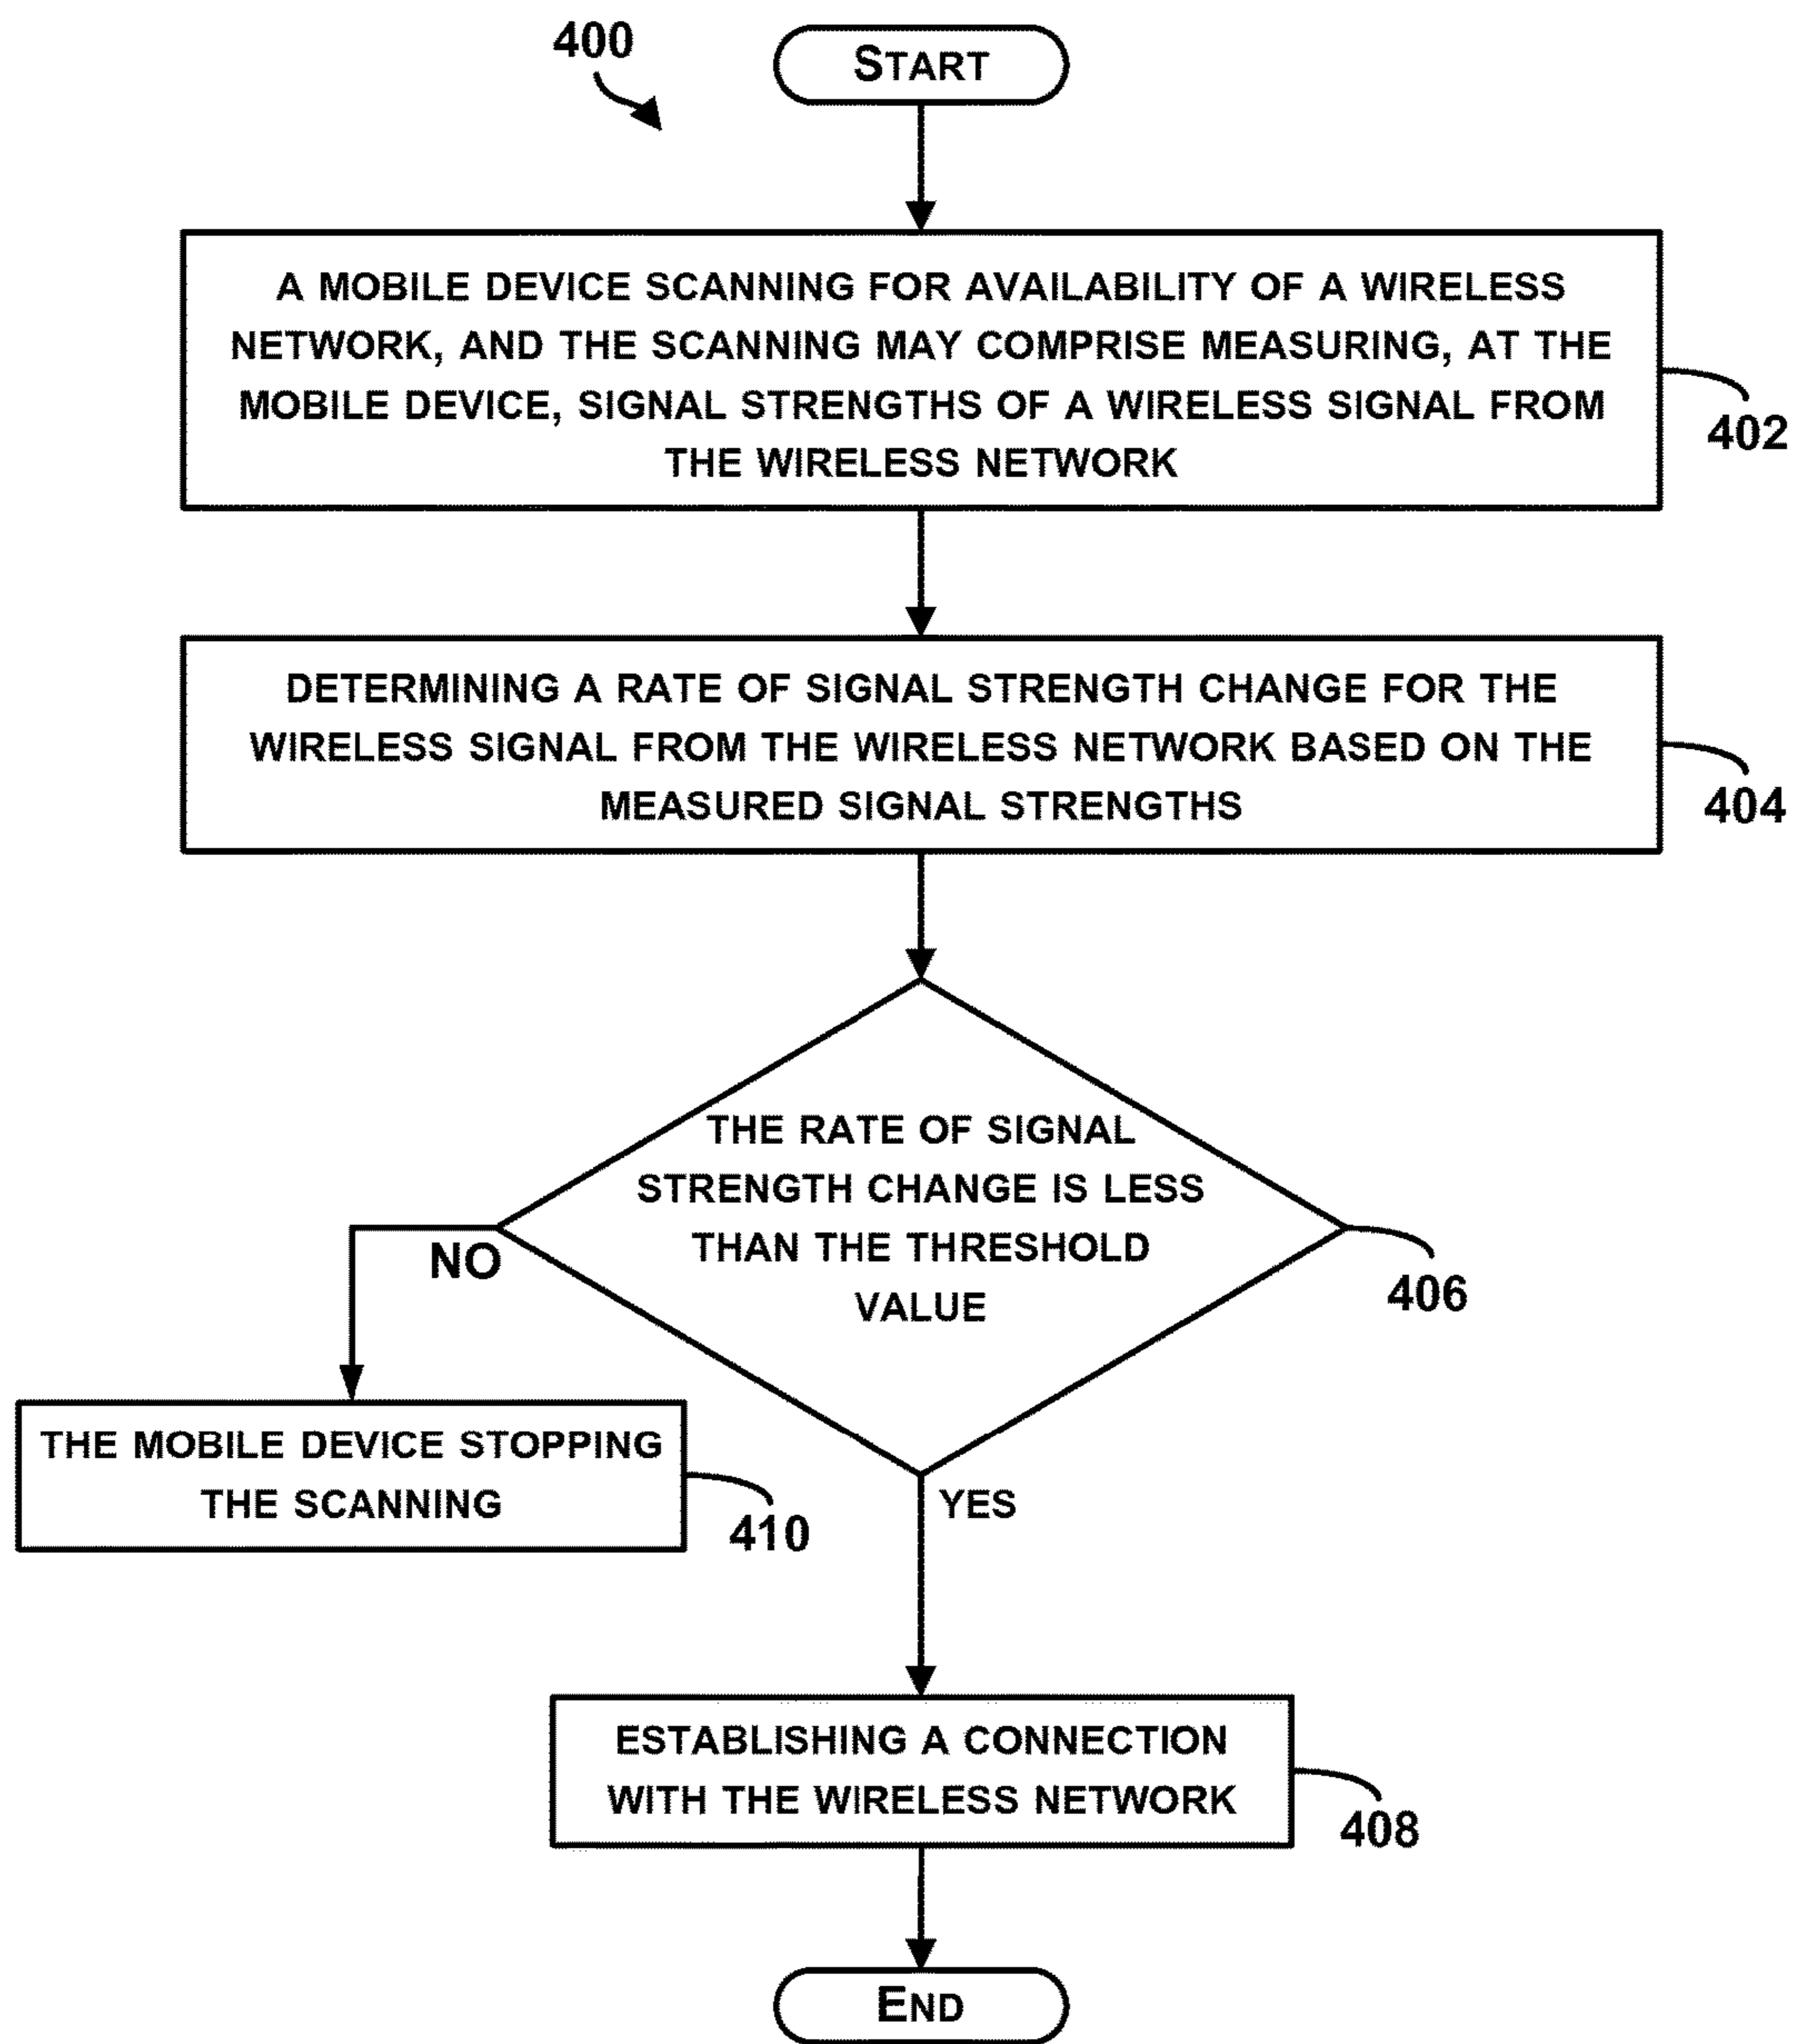 400
START
A MOBILE DEVICE SCANNING FOR AVAILABILITY OF A WIRELESS
NETWORK, AND THE SCANNING MAY COMPRISE MEASURING, AT THE
MOBILE DEVICE, SIGNAL STRENGTHS OF A WIRELESS SIGNAL FROM
THE WIRELESS NETWORK
402
DETERMINING A RATE OF SIGNAL STRENGTH CHANGE FOR THE
WIRELESS SIGNAL FROM THE WIRELESS NETWORK BASED ON THE
MEASURED SIGNAL STRENGTHS
404
THE RATE OF SIGNAL
STRENGTH CHANGE IS LESS
THAN THE THRESHOLD
VALUE
406
NO
THE MOBILE DEVICE STOPPING
THE SCANNING
410
YES
ESTABLISHING A CONNECTION
WITH THE WIRELESS NETWORK
408
END